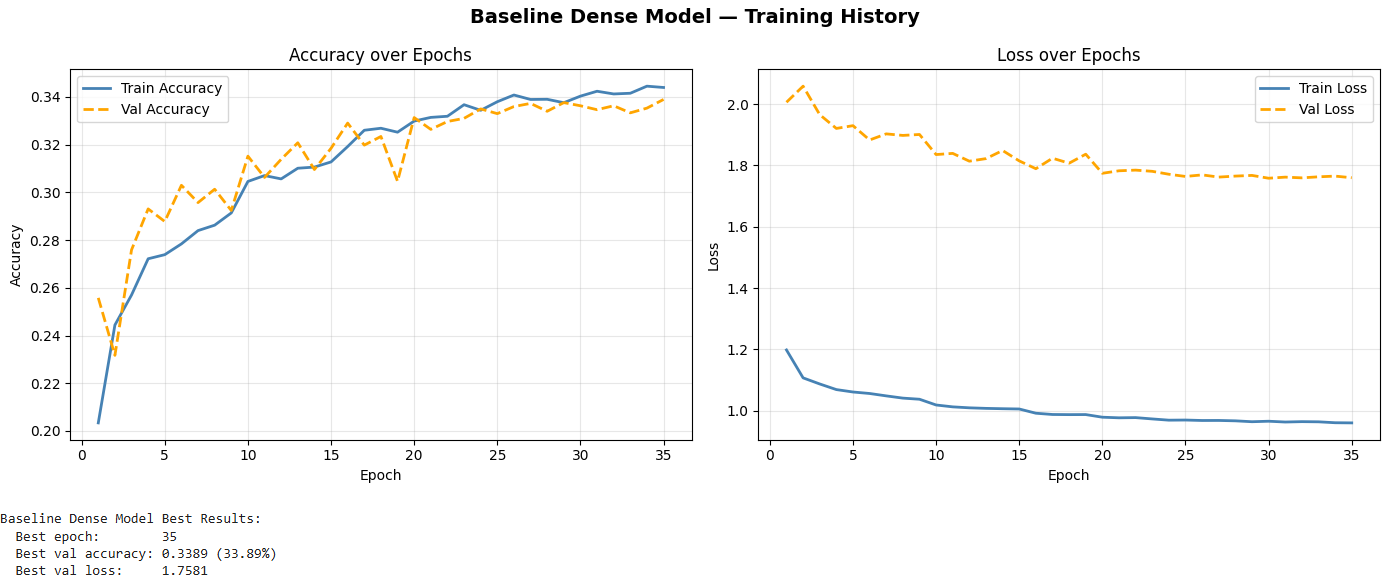 Baseline Dense Model — Training History
Accuracy over Epochs
Train Accuracy
Val Accuracy
Accuracy
0.34
0.32
0.30
0.28
0.26
0.24
0.22
0.20
0 5 10 15 20 25 30 35
Epoch
Loss over Epochs
Train Loss
Val Loss
Loss
2.0
1.8
1.6
1.4
1.2
1.0
0 5 10 15 20 25 30 35
Epoch
Baseline Dense Model Best Results:
Best epoch: 35
Best val accuracy: 0.3389 (33.89%)
Best val loss: 1.7581